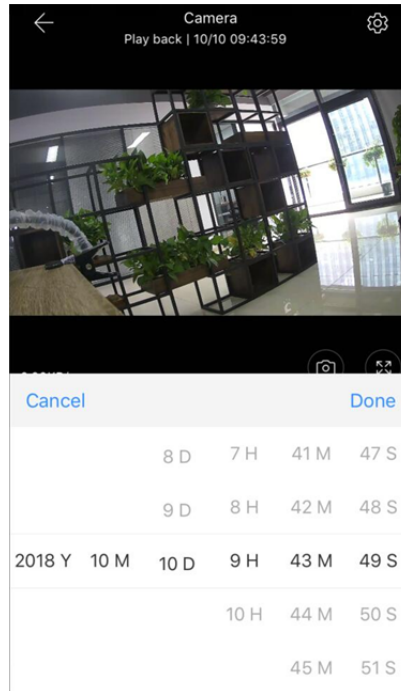 Camera
Play back | 10/10 09:43:59
Cancel Done
8 D 7 H 41 M 47 S
9 D 8 H 42 M 48 S
2018 Y 10 M 10 D 9 H 43 M 49 S
10 H 44 M 50 S
45 M 51 S